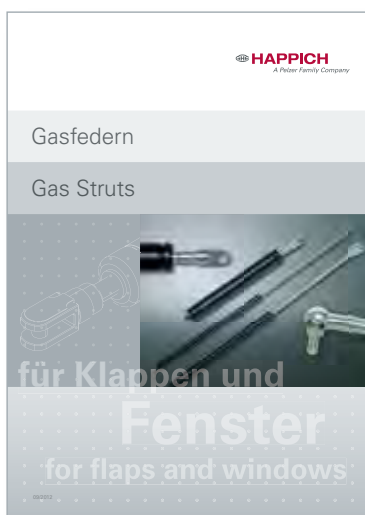 HAPPICH
A Pelzer Family Company
Gasfedern
Gas Struts
für Klappen und
Fenster
for flaps and windows